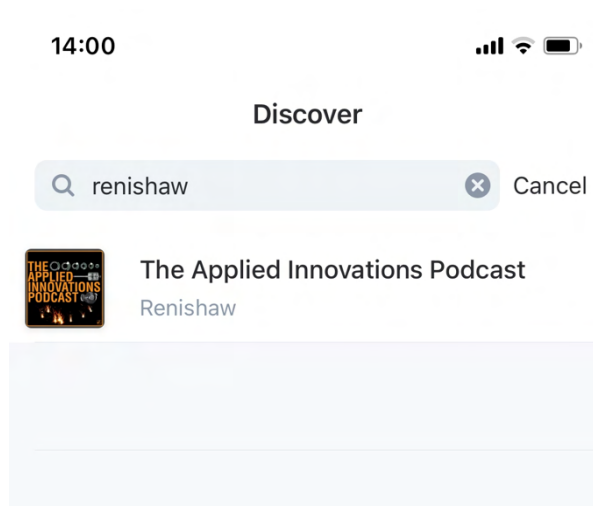 14:00
Discover
renishaw
Cancel
THE
APPLIED
INNOVATIONS
PODCAST
The Applied Innovations Podcast
Renishaw